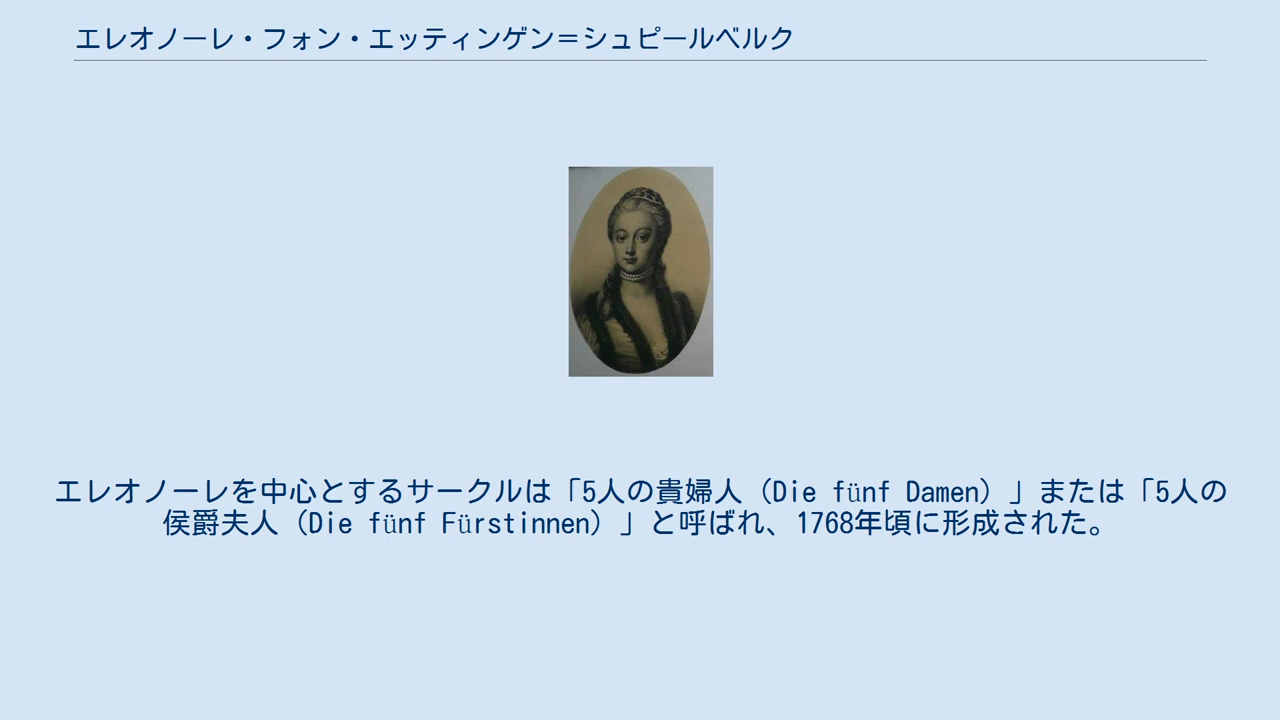 エレオノーレ・フォン・エッティンゲン＝シュピールベルク
エレオノーレを中心とするサークルは「5人の貴婦人（Die fünf Damen）」または「5人の
侯爵夫人（Die fünf Fürstinnen）」と呼ばれ、1768年頃に形成された。